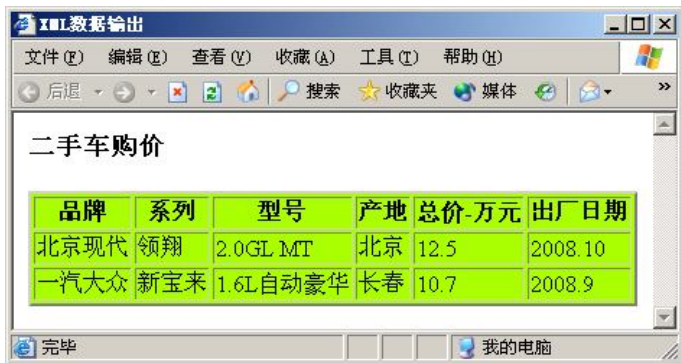 XML数据输出
文件(F) 编辑(E) 查看(V) 收藏(A) 工具(T) 帮助(H)
后退 搜索 收藏夹 媒体 »
二手车购价
品牌 系列 型号 产地 总价-万元 出厂日期
北京现代 领翔 2.0GL MT 北京 12.5 2008.10
一汽大众 新宝来 1.6L自动豪华 长春 10.7 2008.9
完毕 我的电脑